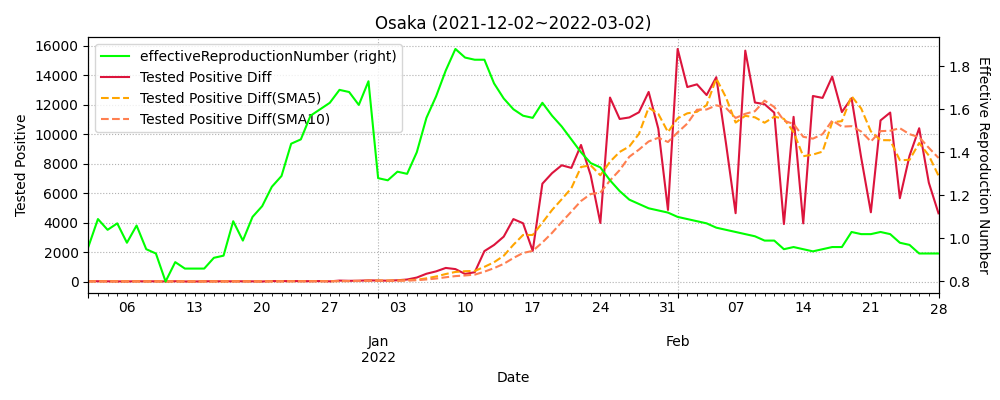 Osaka (2021-12-02~2022-03-02)
effectiveReproductionNumber (right)
Tested Positive Diff
Tested Positive Diff(SMA5)
Tested Positive Diff(SMA10)
Tested Positive
16000
14000
12000
10000
8000
6000
4000
2000
0
Effective Reproduction Number
1.8
1.6
1.4
1.2
1.0
0.8
06 13 20 27 03 10 17 24 31 07 14 21 28
Jan Feb
2022
Date